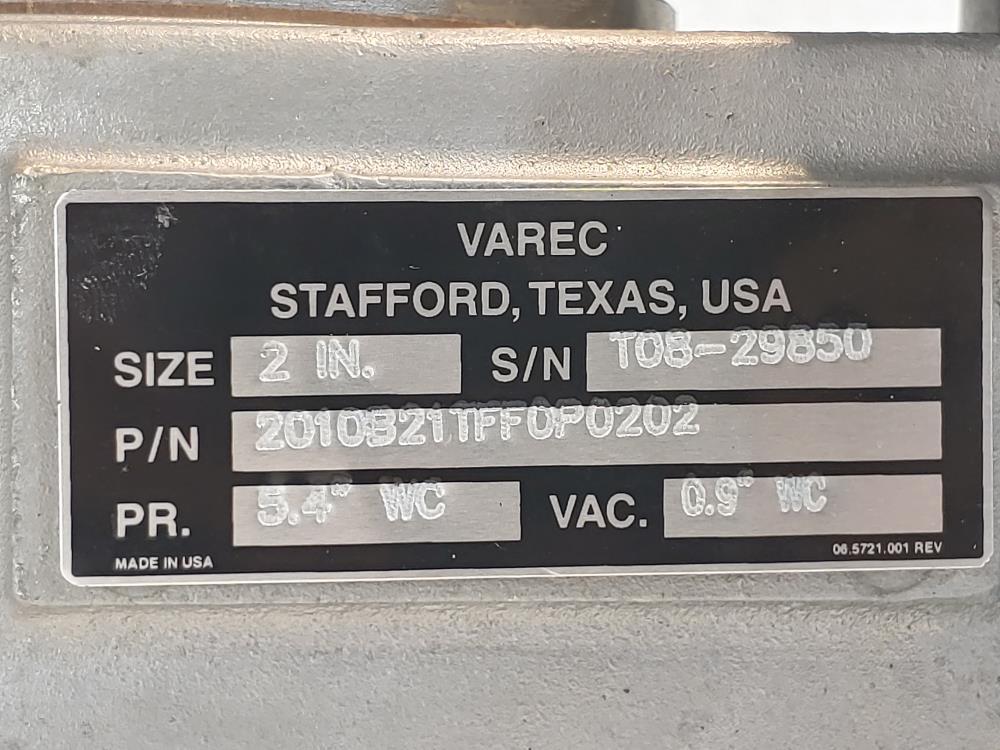 VAREC
STAFFORD, TEXAS, USA
SIZE 2 IN. S/N T08-29850
P/N 2010B211TFF0P0202
PR. 5.4" WC VAC. 0.9" WC
MADE IN USA 06.5721.001 REV